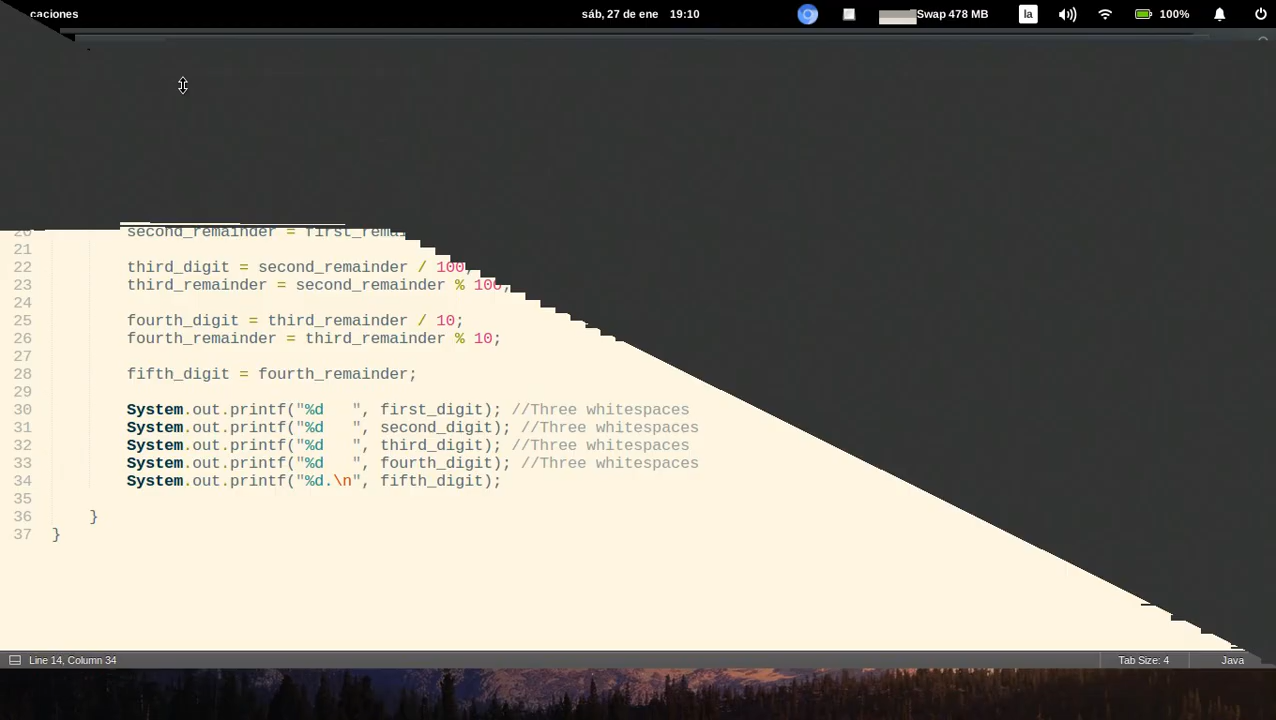 caciones sáb, 27 de ene 19:10 Swap 478 MB la 100%
20 second_remainder = first_rema
21
22 third_digit = second_remainder / 100,
23 third_remainder = second_remainder % 100,
24
25 fourth_digit = third_remainder / 10;
26 fourth_remainder = third_remainder % 10;
27
28 fifth_digit = fourth_remainder;
29
30 System.out.printf("%d   ", first_digit); //Three whitespaces
31 System.out.printf("%d   ", second_digit); //Three whitespaces
32 System.out.printf("%d   ", third_digit); //Three whitespaces
33 System.out.printf("%d   ", fourth_digit); //Three whitespaces
34 System.out.printf("%d.\n", fifth_digit);
35
36 }
37 }
Line 14, Column 34 Tab Size: 4 Java